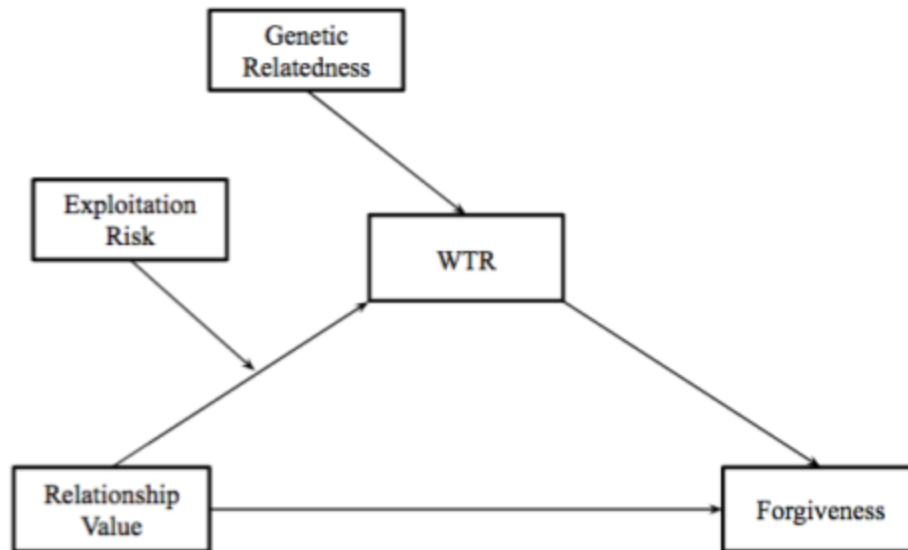 Genetic
Relatedness
Exploitation
Risk
WTR
Relationship
Value
Forgiveness